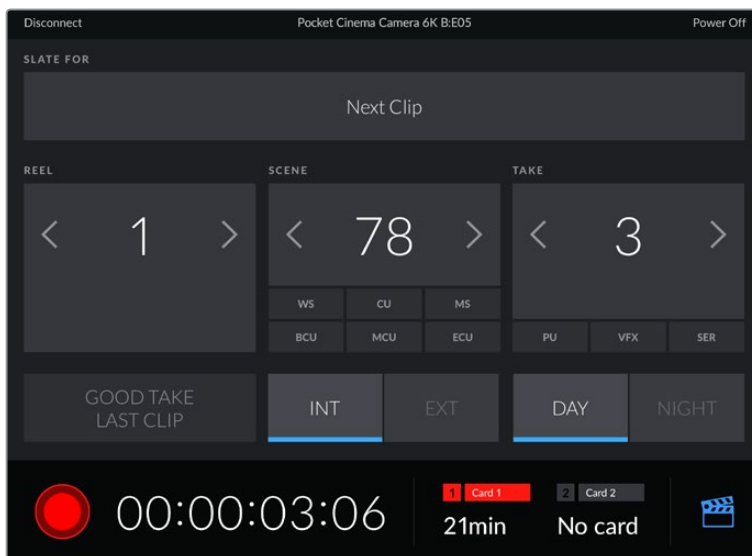 Disconnect Pocket Cinema Camera 6K B:E05 Power Off
SLATE FOR
Next Clip
REEL SCENE TAKE
1 78 3
WS CU MS
BCU MCU ECU PU VFX SER
GOOD TAKE
LAST CLIP
INT EXT DAY NIGHT
00:00:03:06
1 Card 1 2 Card 2
21min No card